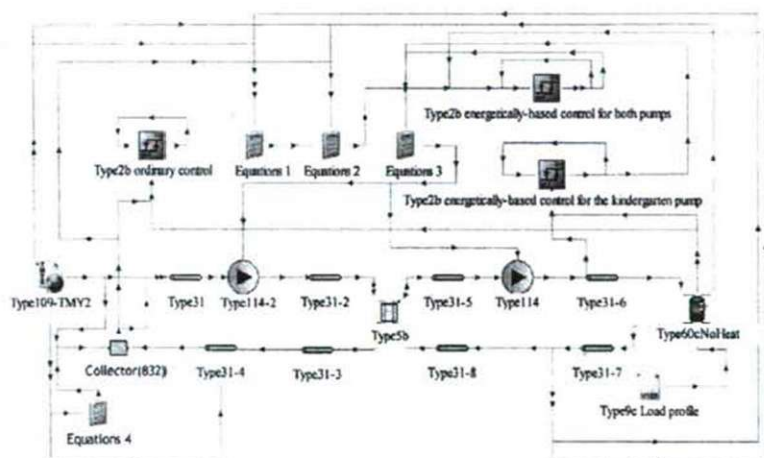 Type2b energetically-based control for both pumps
Type2b ordinary control
Equations 1
Equations 2
Equations 3
Type2b energetically-based control for the kindergarten pump
Type109-TMY2
Type31
Type114-2
Type31-2
Type5b
Type31-5
Type114
Type31-6
Type60cNoHeat
Collector(832)
Type31-4
Type31-3
Type31-8
Type31-7
Type9c Load profile
Equations 4